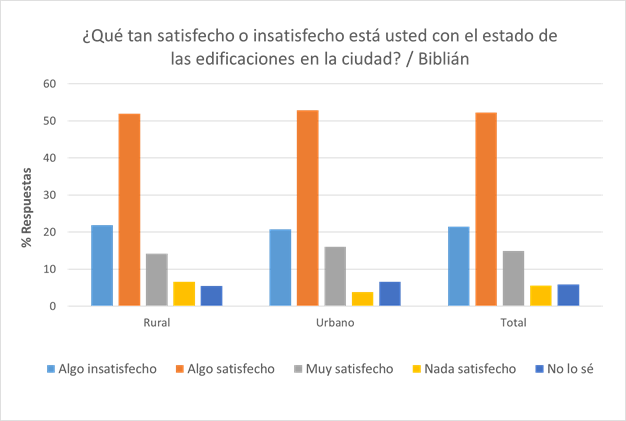 ¿Qué tan satisfecho o insatisfecho está usted con el estado de
las edificaciones en la ciudad? / Biblián
% Respuestas
60
50
40
30
20
10
0
Rural Urbano Total
Algo insatisfecho Algo satisfecho Muy satisfecho Nada satisfecho No lo sé